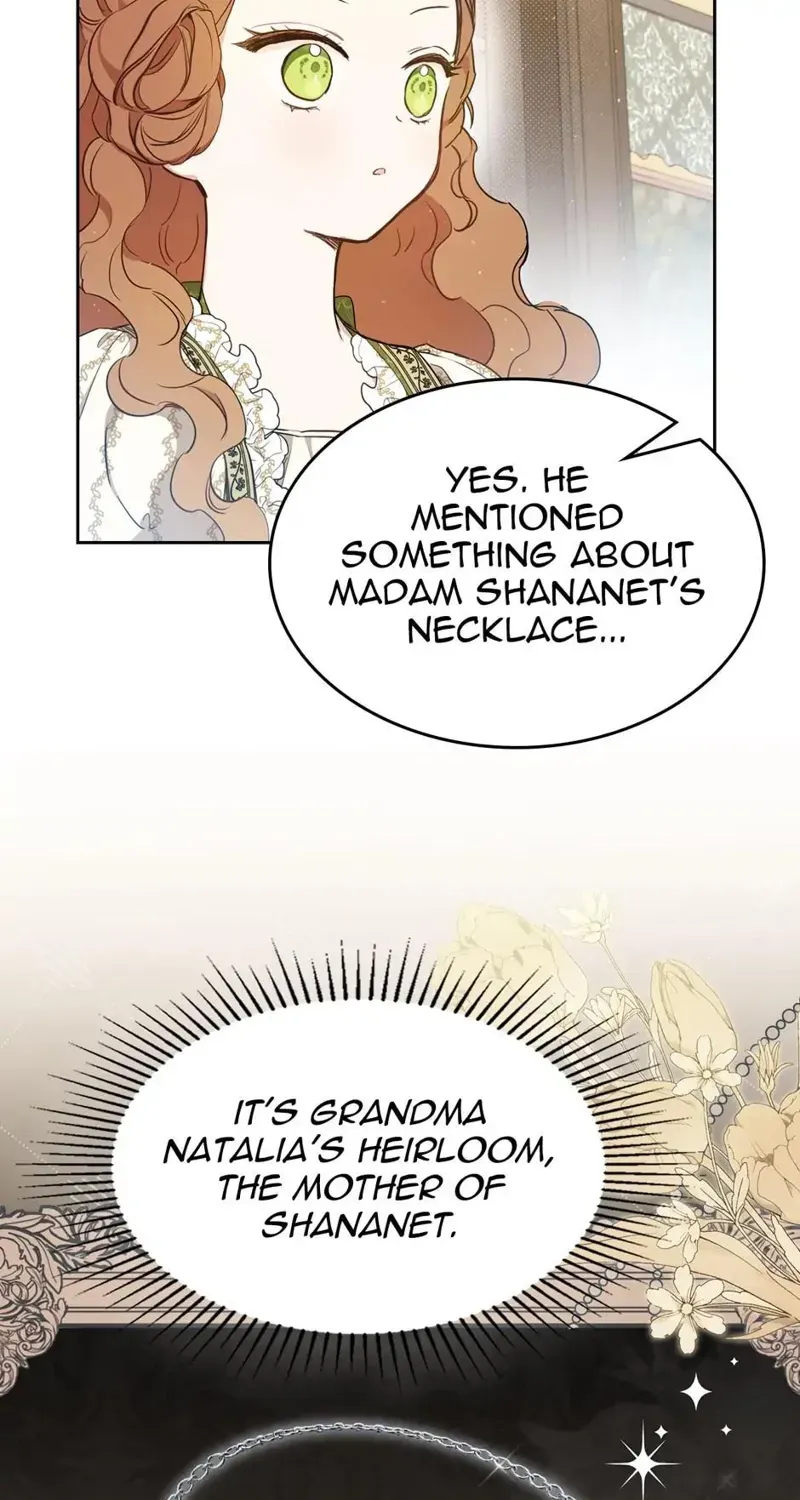 YES. HE
MENTIONED
SOMETHING ABOUT
MADAM SHANANET'S
NECKLACE...
IT'S GRANDMA
NATALIA'S HEIRLOOM,
THE MOTHER OF
SHANANET.